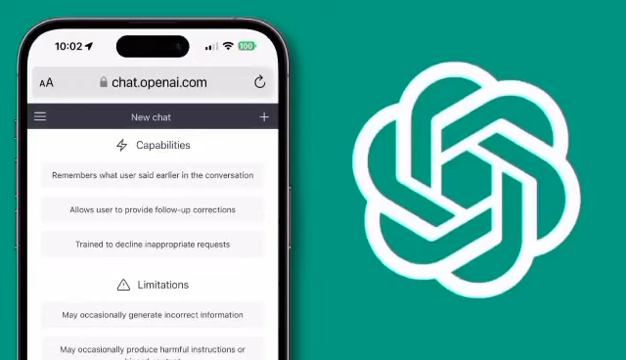 10:02
100
AA
chat.openai.com
New chat
Capabilities
Remembers what user said earlier in the conversation
Allows user to provide follow-up corrections
Trained to decline inappropriate requests
Limitations
May occasionally generate incorrect information
May occasionally produce harmful instructions or